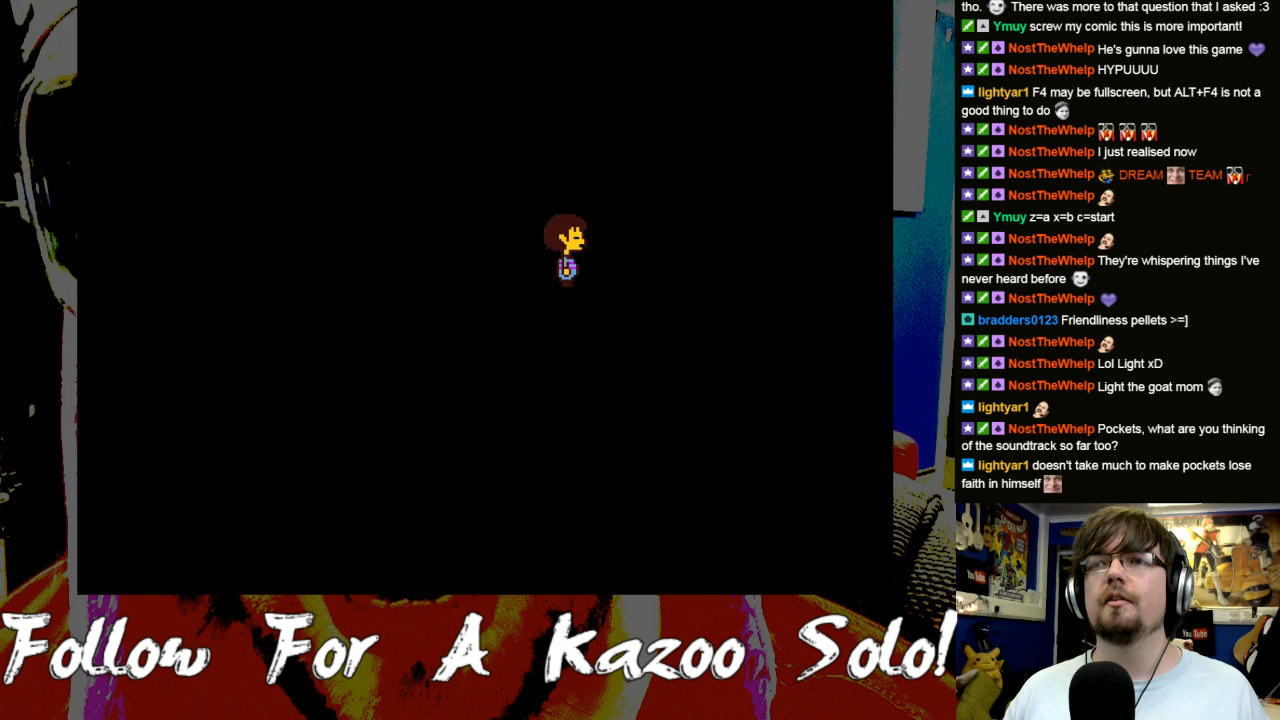 tho. There was more to that question that I asked :3
Ymuy screw my comic this is more important!
NostTheWhelp He's gunna love this game
NostTheWhelp HYPUUUU
lightyar1 F4 may be fullscreen, but ALT+F4 is not a
good thing to do
NostTheWhelp
NostTheWhelp I just realised now
NostTheWhelp DREAM TEAM r
NostTheWhelp
Ymuy z=a x=b c=start
NostTheWhelp
NostTheWhelp They're whispering things I've
never heard before
NostTheWhelp
bradders0123 Friendliness pellets >=]
NostTheWhelp
NostTheWhelp Lol Light xD
NostTheWhelp Light the goat mom
lightyar1
NostTheWhelp Pockets, what are you thinking
of the soundtrack so far too?
lightyar1 doesn't take much to make pockets lose
faith in himself
Follow For A Kazoo Solo!
YouTube
YouTube